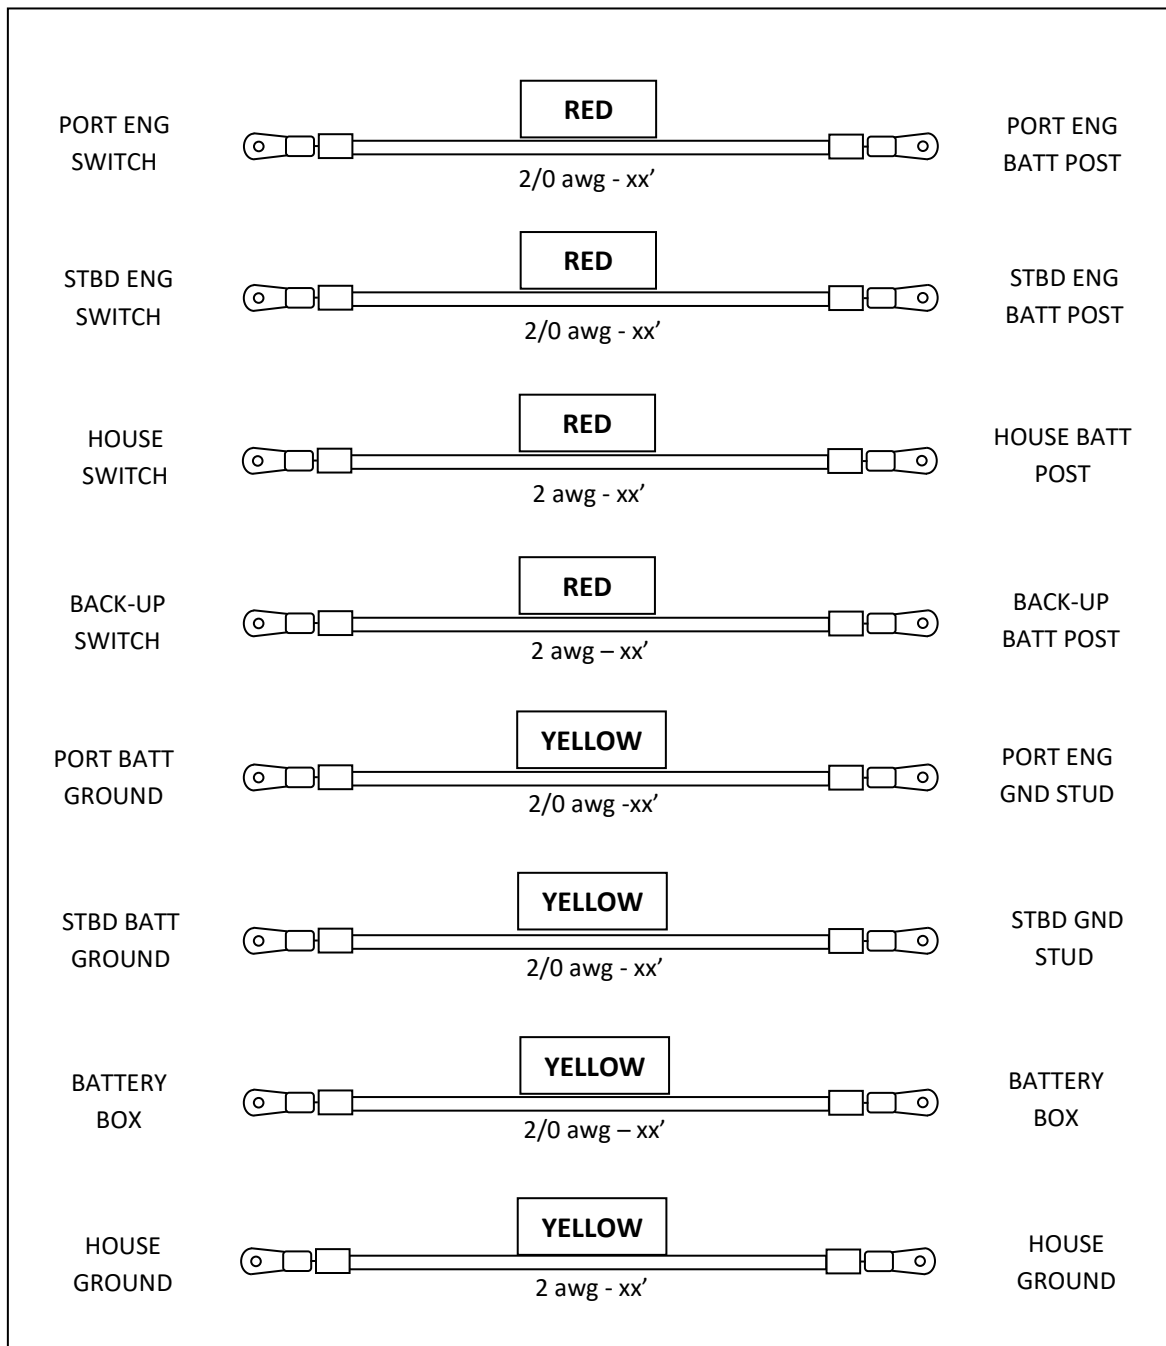 RED
PORT ENG
SWITCH
PORT ENG
BATT POST
2/0 awg - xx’
RED
STBD ENG
SWITCH
STBD ENG
BATT POST
2/0 awg - xx’
RED
HOUSE
SWITCH
HOUSE BATT
POST
2 awg - xx’
RED
BACK-UP
SWITCH
BACK-UP
BATT POST
2 awg – xx’
YELLOW
PORT BATT
GROUND
PORT ENG
GND STUD
2/0 awg -xx’
YELLOW
STBD BATT
GROUND
STBD GND
STUD
2/0 awg - xx’
YELLOW
BATTERY
BOX
BATTERY
BOX
2/0 awg – xx’
YELLOW
HOUSE
GROUND
HOUSE
GROUND
2 awg - xx’